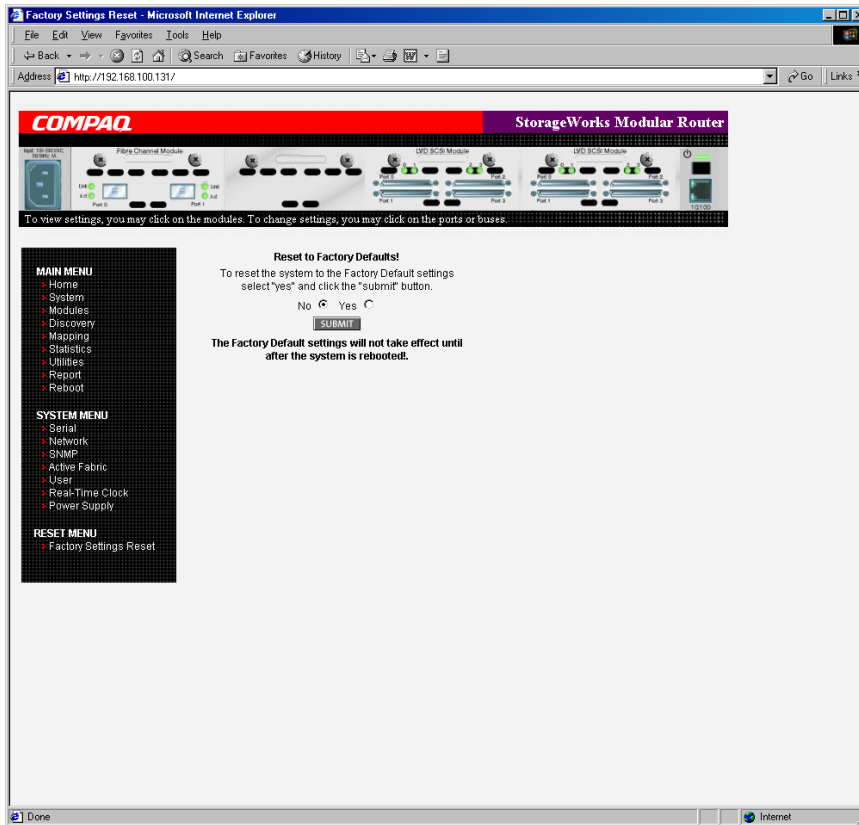 Factory Settings Reset - Microsoft Internet Explorer
File Edit View Favorites Tools Help
Back Search Favorites History
Address http://192.168.100.131/ Go Links
COMPAQ StorageWorks Modular Router
Fibre Channel Module LVD SCSI Module LVD SCSI Module
Link Link
Act Act
Port 0 Port 1
Port 0 Port 2 Port 0 Port 2
Port 1 Port 3 Port 1 Port 3
10/100
To view settings, you may click on the modules. To change settings, you may click on the ports or buses.
MAIN MENU
Home
System
Modules
Discovery
Mapping
Statistics
Utilities
Report
Reboot
SYSTEM MENU
Serial
Network
SNMP
Active Fabric
User
Real-Time Clock
Power Supply
RESET MENU
Factory Settings Reset
Reset to Factory Defaults!
To reset the system to the Factory Default settings
select "yes" and click the "submit" button.
No Yes
SUBMIT
The Factory Default settings will not take effect until
after the system is rebooted!.
Done Internet